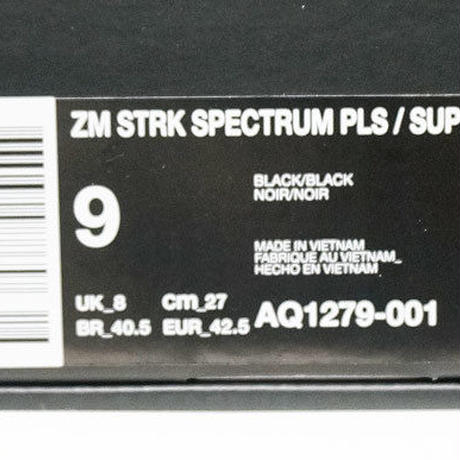 ZM STRK SPECTRUM PLS / SUP
9
BLACK/BLACK
NOIR/NOIR
MADE IN VIETNAM
FABRIQUE AU VIETNAM_
HECHO EN VIETNAM
UK_8 cm_27
BR_40.5 EUR_42.5
AQ1279-001